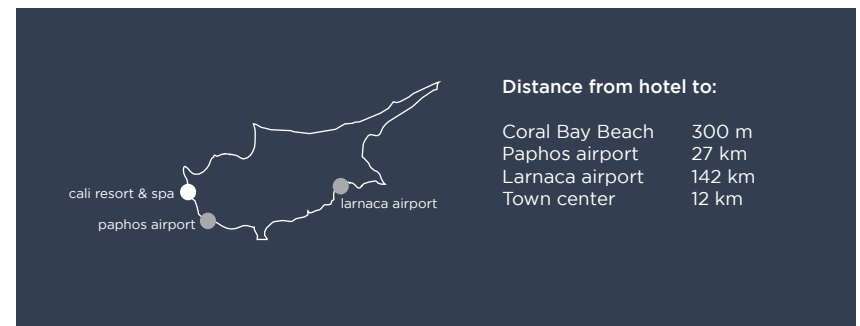 cali resort & spa
paphos airport
larnaca airport
Distance from hotel to:
Coral Bay Beach 300 m
Paphos airport 27 km
Larnaca airport 142 km
Town center 12 km